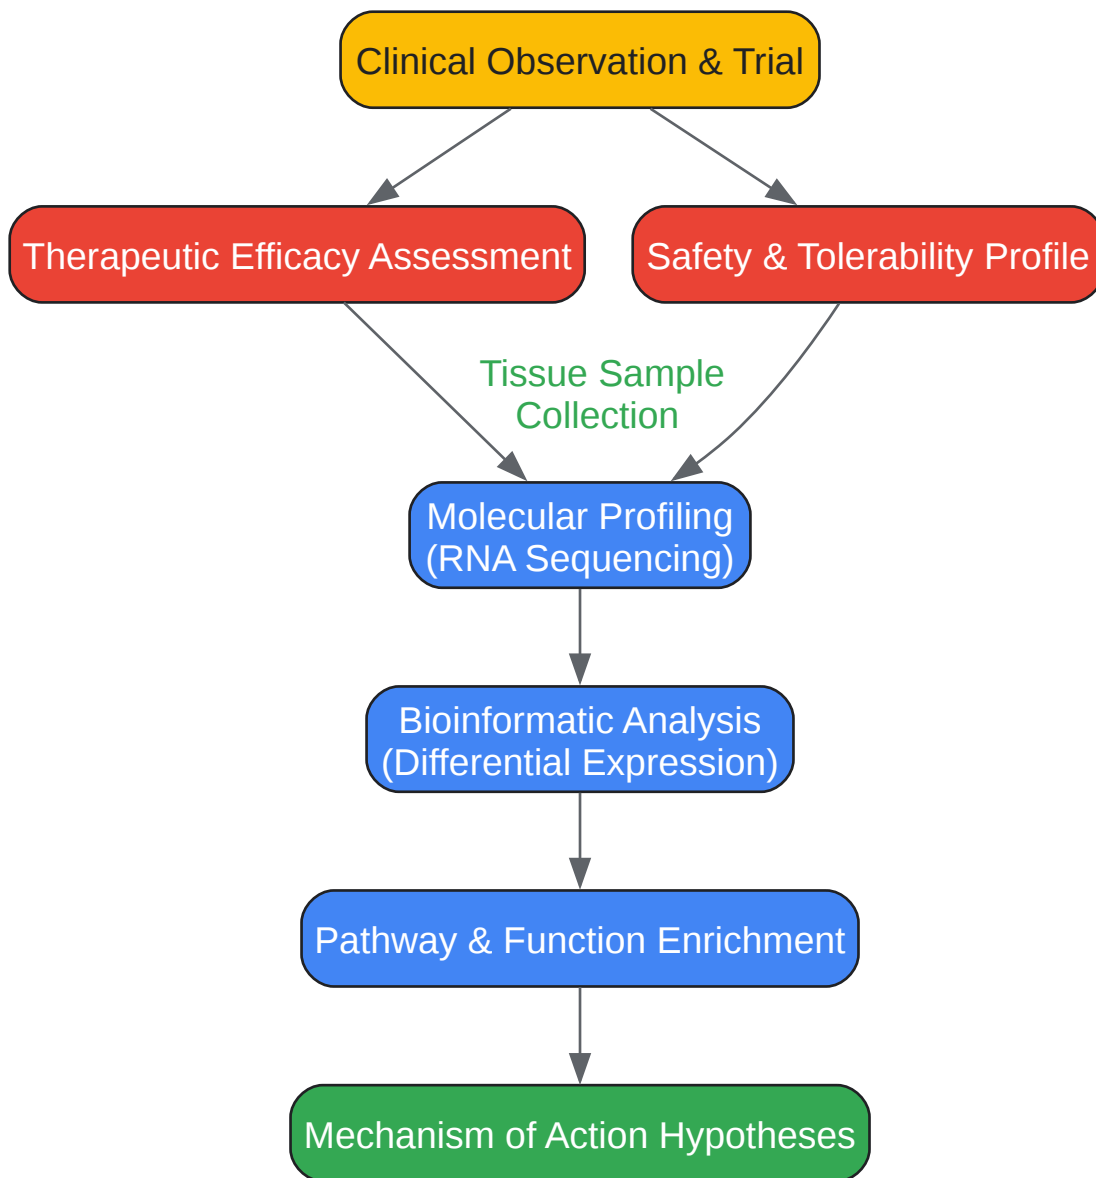 Clinical Observation & Trial
Therapeutic Efficacy Assessment
Safety & Tolerability Profile
Tissue Sample
Collection
Molecular Profiling
(RNA Sequencing)
Bioinformatic Analysis
(Differential Expression)
Pathway & Function Enrichment
Mechanism of Action Hypotheses